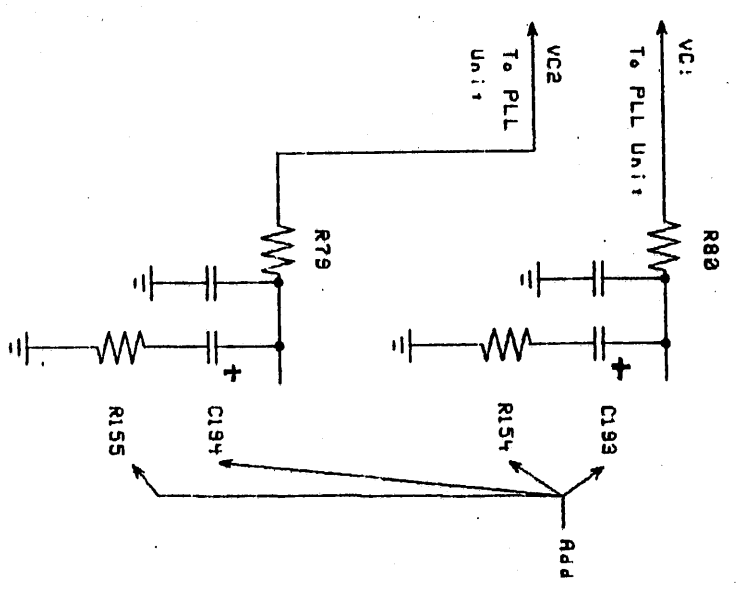 VC1
To PLL Unit
R80
VC2
To PLL
Unit
R79
+
C193
R154
+
C194
R155
Add